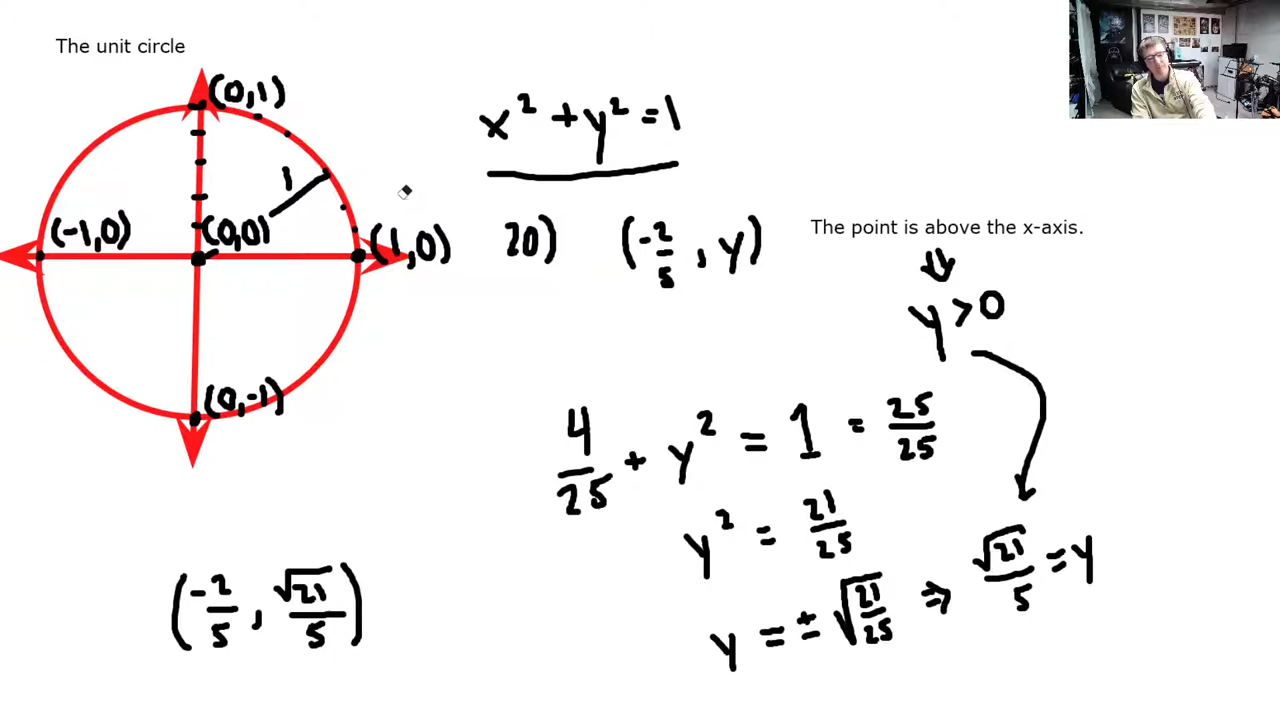 The unit circle
(0,1)
x² + y² = 1
1
(-1,0)
(0,0)
(1,0)
20) (-2/5, y)
The point is above the x-axis.
⇓
y > 0
(0,-1)
4/25 + y² = 1 = 25/25
y² = 21/25
y = ±√(21/25) ⇒ √21/5 = y
(-2/5, √21/5)